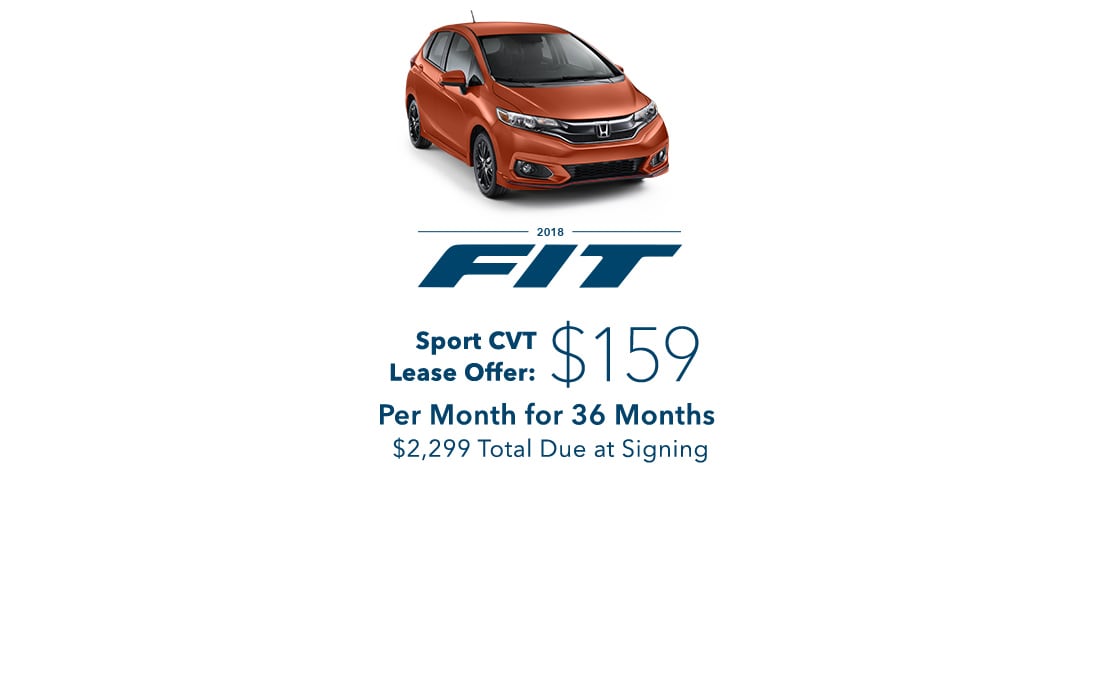 2018
FIT
Sport CVT
Lease Offer:
$159
Per Month for 36 Months
$2,299 Total Due at Signing